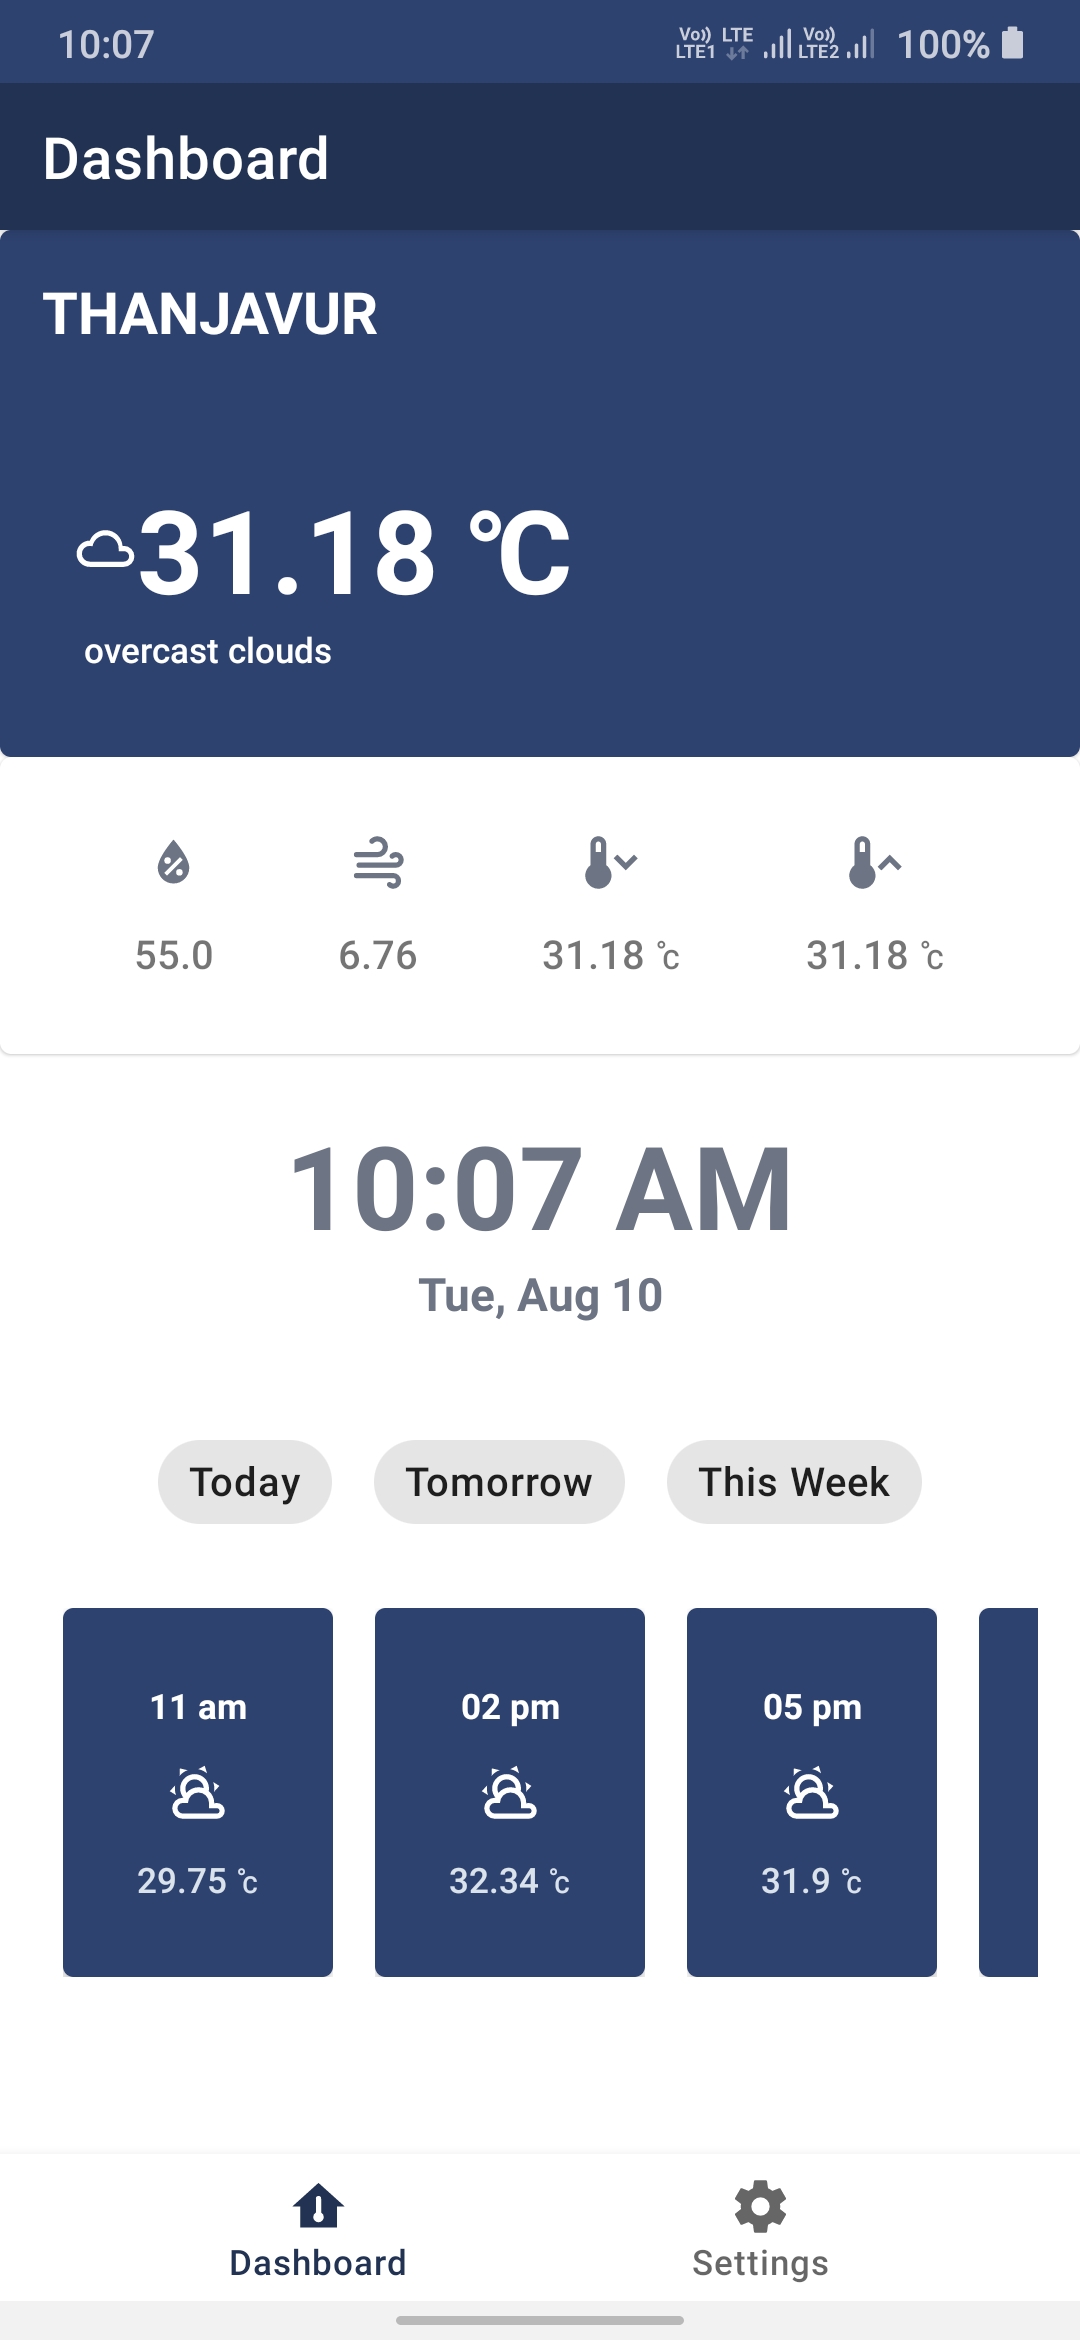 10:07 Vo)) LTE1 LTE Vo)) LTE2 100%
Dashboard
THANJAVUR
31.18 ℃
overcast clouds
55.0 6.76 31.18 ℃ 31.18 ℃
10:07 AM
Tue, Aug 10
Today Tomorrow This Week
11 am 02 pm 05 pm
29.75 ℃ 32.34 ℃ 31.9 ℃
Dashboard Settings